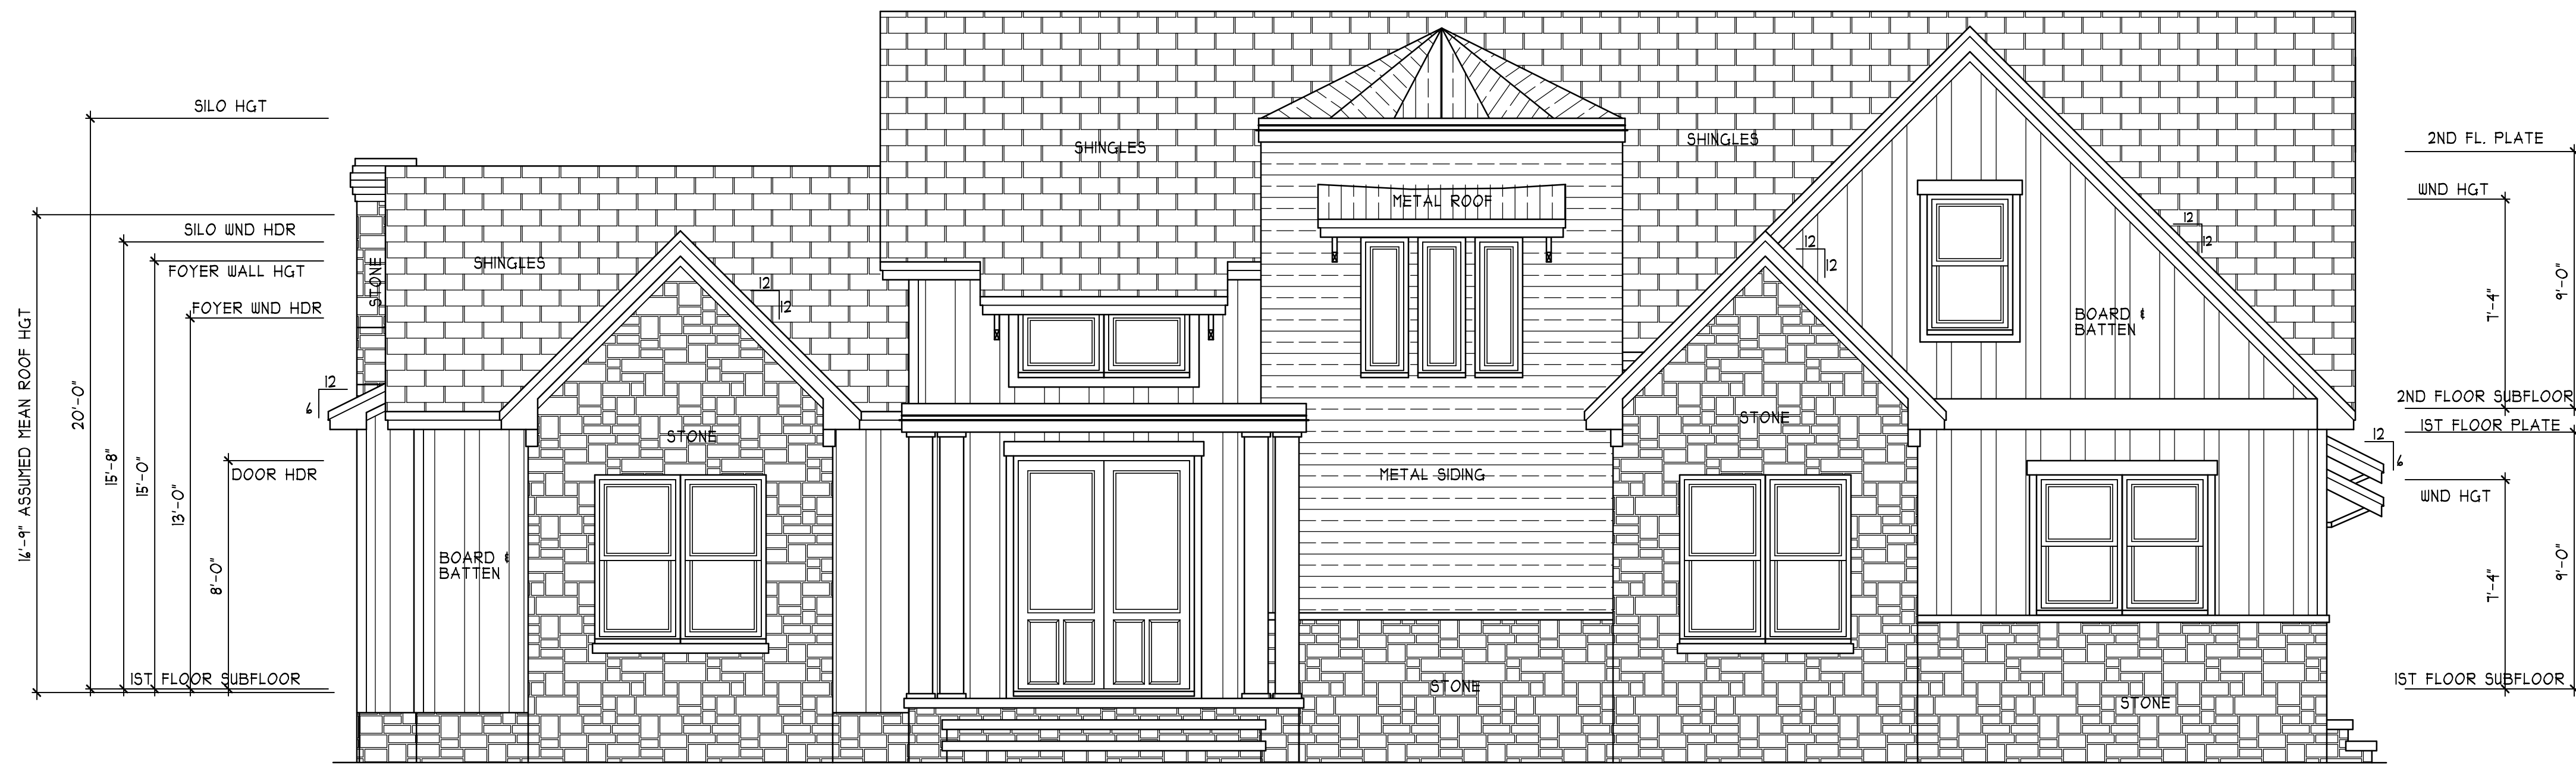 SILO HGT
SILO WND HDR
FOYER WALL HGT
FOYER WND HDR
DOOR HDR
1ST FLOOR SUBFLOOR
16'-9" ASSUMED MEAN ROOF HGT
20'-0"
15'-8"
15'-0"
13'-0"
8'-0"
12
6
STONE
SHINGLES
12
12
STONE
BOARD &
BATTEN
SHINGLES
METAL ROOF
METAL SIDING
STONE
SHINGLES
12
12
STONE
12
12
BOARD &
BATTEN
STONE
12
6
2ND FL. PLATE
WND HGT
7'-4"
9'-0"
2ND FLOOR SUBFLOOR
1ST FLOOR PLATE
WND HGT
7'-4"
9'-0"
1ST FLOOR SUBFLOOR